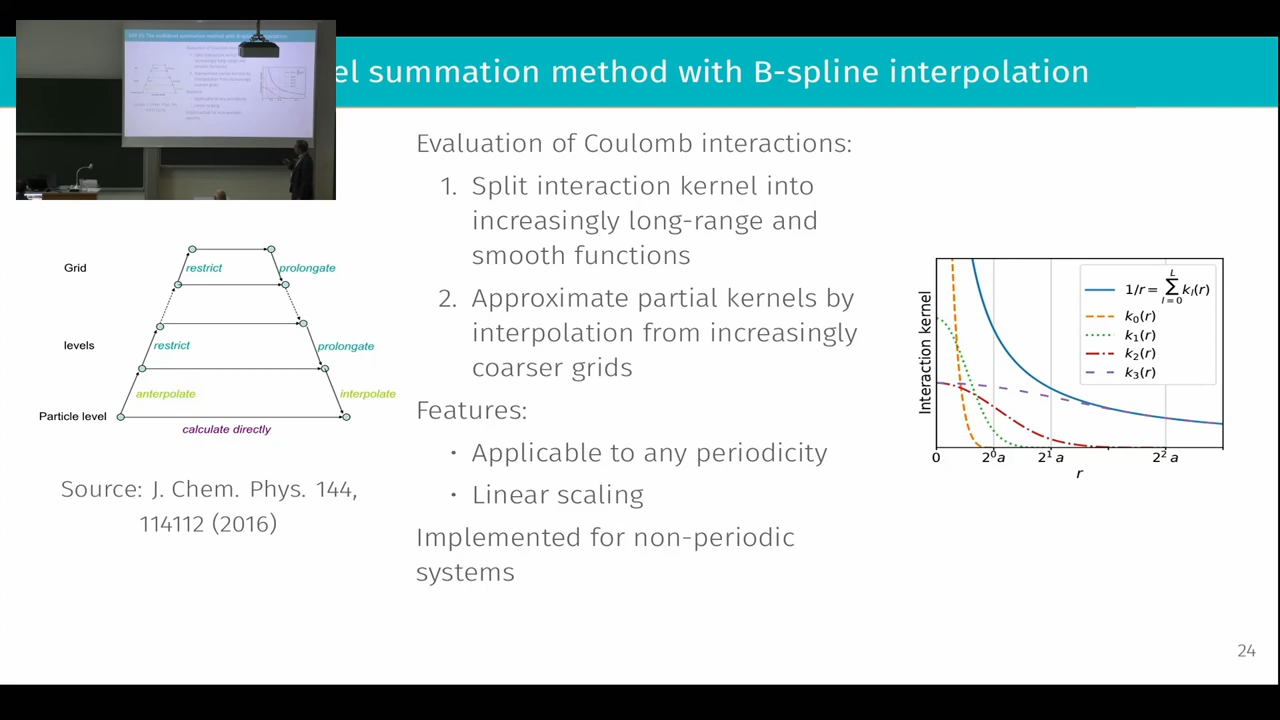 el summation method with B-spline interpolation
Evaluation of Coulomb interactions:
1. Split interaction kernel into
increasingly long-range and
smooth functions
2. Approximate partial kernels by
interpolation from increasingly
coarser grids
Features:
• Applicable to any periodicity
• Linear scaling
Implemented for non-periodic
systems
Grid
restrict
prolongate
levels
restrict
prolongate
anterpolate
interpolate
Particle level
calculate directly
Source: J. Chem. Phys. 144,
114112 (2016)
Interaction kernel
1/r = ∑ᴸₗ₌₀ kₗ(r)
k₀(r)
k₁(r)
k₂(r)
k₃(r)
0 2⁰a 2¹a 2²a
r
24